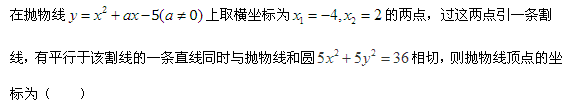 在抛物线 y = x² + ax − 5(a ≠ 0) 上取横坐标为 x₁ = −4, x₂ = 2 的两点，过这两点引一条割
线，有平行于该割线的一条直线同时与抛物线和圆 5x² + 5y² = 36 相切，则抛物线顶点的坐
标为（　　）